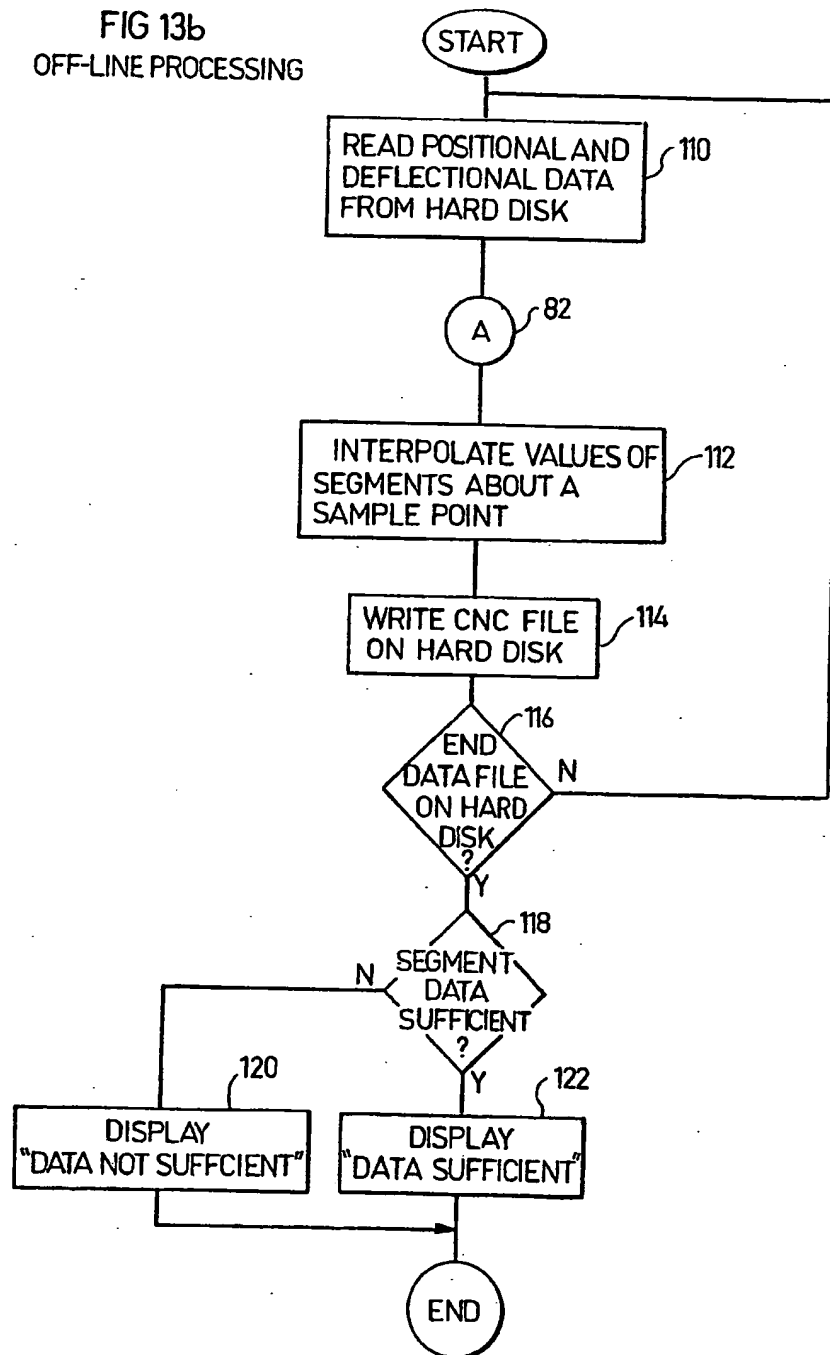 FIG 13b
OFF-LINE PROCESSING
START
READ POSITIONAL AND
DEFLECTIONAL DATA
FROM HARD DISK
110
A
82
INTERPOLATE VALUES OF
SEGMENTS ABOUT A
SAMPLE POINT
112
WRITE CNC FILE
ON HARD DISK
114
116
END
DATA FILE
ON HARD
DISK
?
N
Y
118
SEGMENT
DATA
SUFFICIENT
?
N
Y
120
DISPLAY
"DATA NOT SUFFCIENT"
122
DISPLAY
"DATA SUFFICIENT"
END